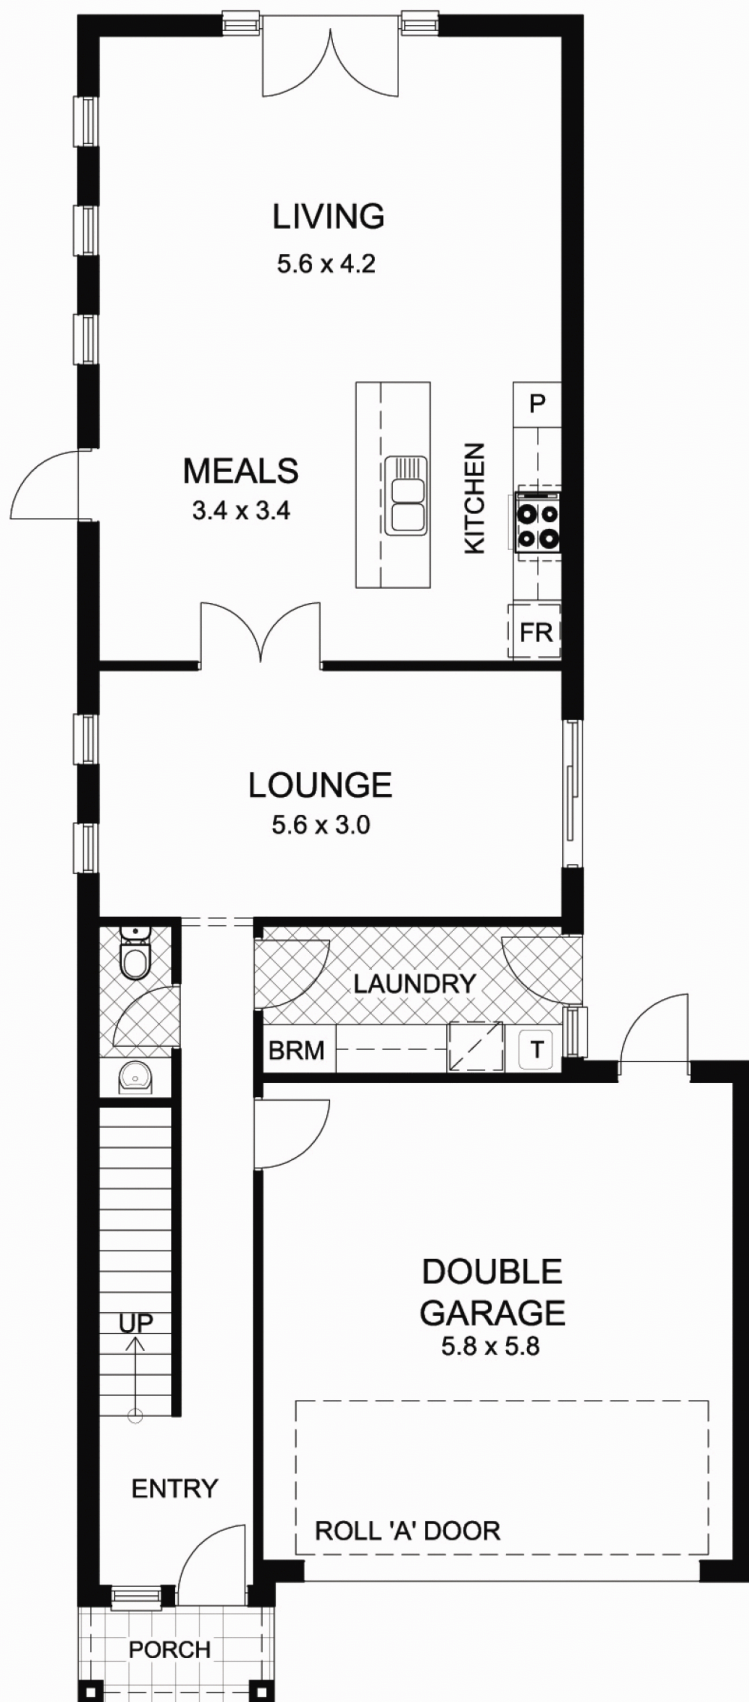 LIVING
5.6 x 4.2
P
MEALS
3.4 x 3.4
KITCHEN
FR
LOUNGE
5.6 x 3.0
LAUNDRY
BRM
T
DOUBLE
GARAGE
5.8 x 5.8
UP
ENTRY
ROLL 'A' DOOR
PORCH